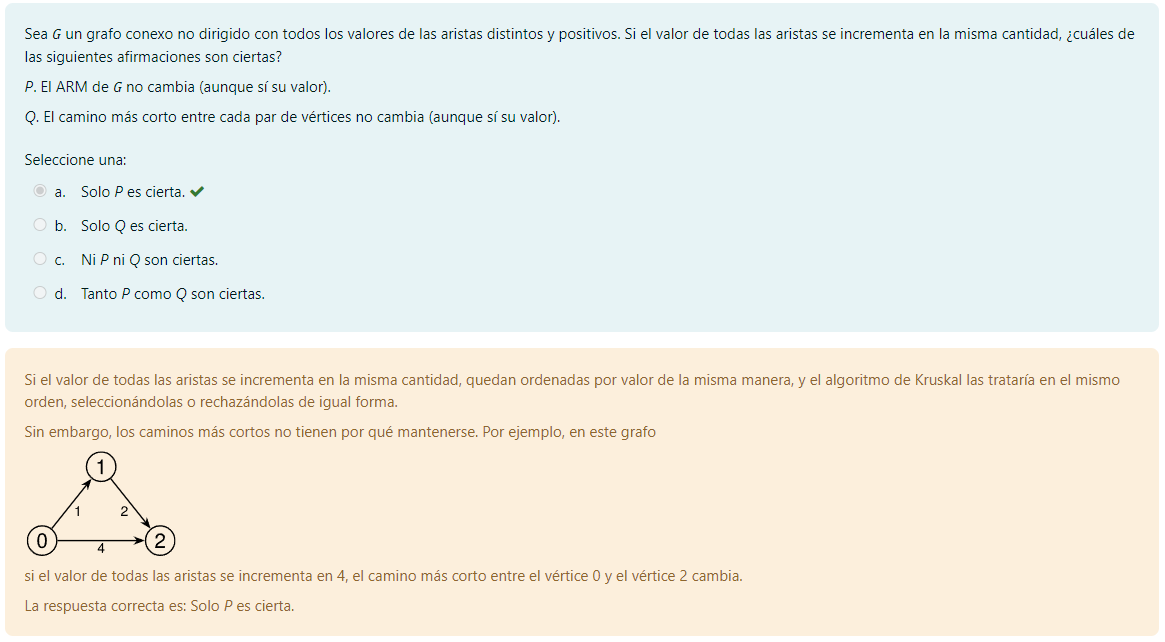 Sea G un grafo conexo no dirigido con todos los valores de las aristas distintos y positivos. Si el valor de todas las aristas se incrementa en la misma cantidad, ¿cuáles de
las siguientes afirmaciones son ciertas?
P. El ARM de G no cambia (aunque sí su valor).
Q. El camino más corto entre cada par de vértices no cambia (aunque sí su valor).
Seleccione una:
a. Solo P es cierta.
b. Solo Q es cierta.
c. Ni P ni Q son ciertas.
d. Tanto P como Q son ciertas.
Si el valor de todas las aristas se incrementa en la misma cantidad, quedan ordenadas por valor de la misma manera, y el algoritmo de Kruskal las trataría en el mismo
orden, seleccionándolas o rechazándolas de igual forma.
Sin embargo, los caminos más cortos no tienen por qué mantenerse. Por ejemplo, en este grafo
1
1 2
0 2
4
si el valor de todas las aristas se incrementa en 4, el camino más corto entre el vértice 0 y el vértice 2 cambia.
La respuesta correcta es: Solo P es cierta.